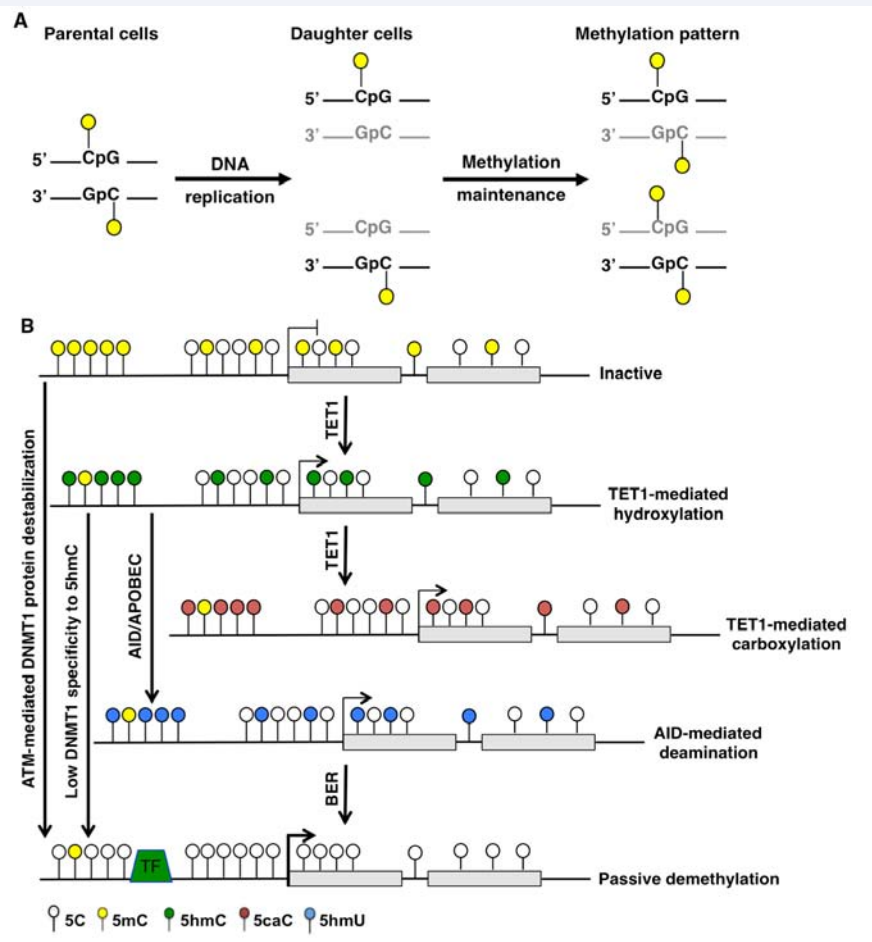 A
Parental cells
Daughter cells
Methylation pattern
5’ CpG
3’ GpC
DNA
replication
5’ CpG
3’ GpC
5’ CpG
3’ GpC
Methylation
maintenance
5’ CpG
3’ GpC
5’ CpG
3’ GpC
B
Inactive
TET1
TET1-mediated
hydroxylation
TET1
TET1-mediated
carboxylation
ATM-mediated DNMT1 protein destabilization
Low DNMT1 specificity to 5hmC
AID/APOBEC
AID-mediated
deamination
BER
TF
Passive demethylation
5C 5mC 5hmC 5caC 5hmU